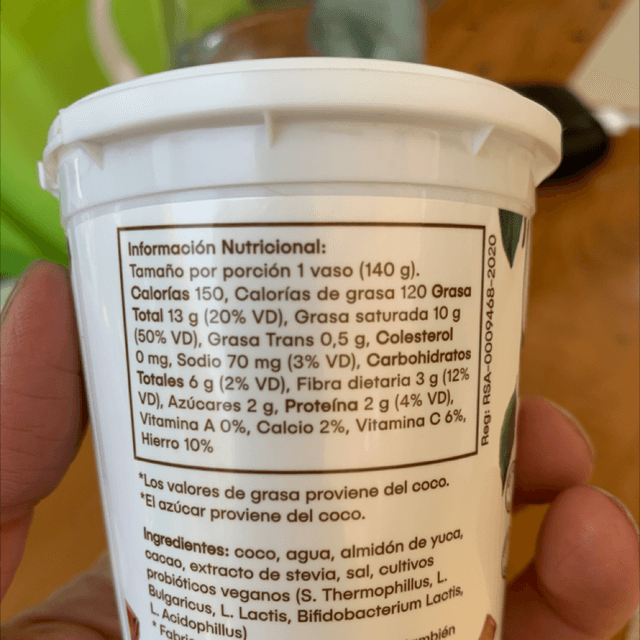 Información Nutricional:
Tamaño por porción 1 vaso (140 g).
Calorías 150, Calorías de grasa 120 Grasa
Total 13 g (20% VD), Grasa saturada 10 g
(50% VD), Grasa Trans 0,5 g, Colesterol
0 mg, Sodio 70 mg (3% VD), Carbohidratos
Totales 6 g (2% VD), Fibra dietaria 3 g (12%
VD), Azúcares 2 g, Proteína 2 g (4% VD),
Vitamina A 0%, Calcio 2%, Vitamina C 6%,
Hierro 10%
Reg: RSA-0009468-2020
*Los valores de grasa proviene del coco.
*El azúcar proviene del coco.
Ingredientes: coco, agua, almidón de yuca,
cacao, extracto de stevia, sal, cultivos
probióticos veganos (S. Thermophillus, L.
Bulgaricus, L. Lactis, Bifidobacterium Lactis,
L. Acidophillus)